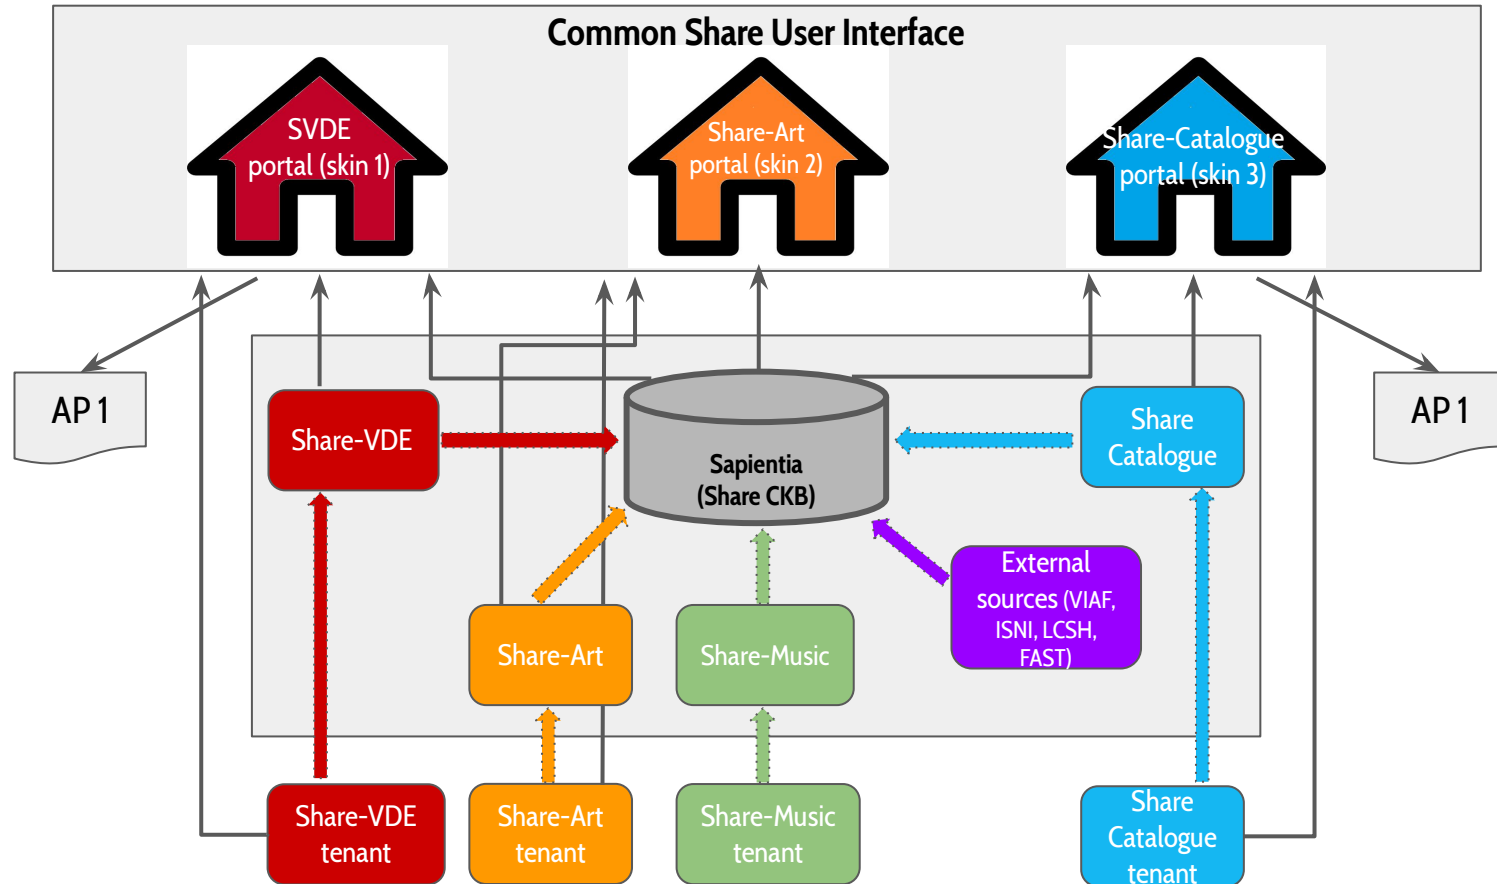 Common Share User Interface
SVDE
portal (skin 1)
Share-Art
portal (skin 2)
Share-Catalogue
portal (skin 3)
AP 1
AP 1
Share-VDE
Sapientia
(Share CKB)
Share
Catalogue
External
sources (VIAF,
ISNI, LCSH,
FAST)
Share-Art
Share-Music
Share-VDE
tenant
Share-Art
tenant
Share-Music
tenant
Share
Catalogue
tenant